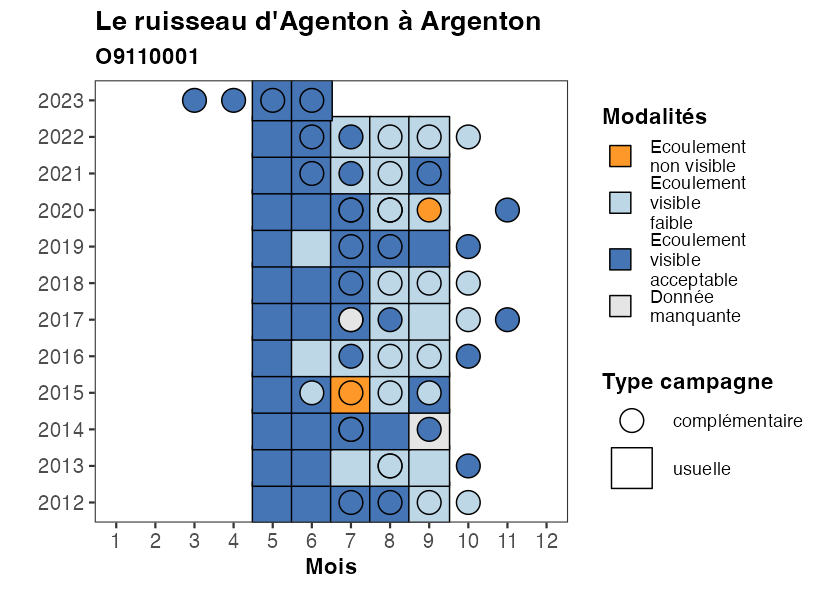 Le ruisseau d'Agenton à Argenton
O9110001
2023
2022
2021
2020
2019
2018
2017
2016
2015
2014
2013
2012
1 2 3 4 5 6 7 8 9 10 11 12
Mois
Modalités
Ecoulement
non visible
Ecoulement
visible
faible
Ecoulement
visible
acceptable
Donnée
manquante
Type campagne
complémentaire
usuelle